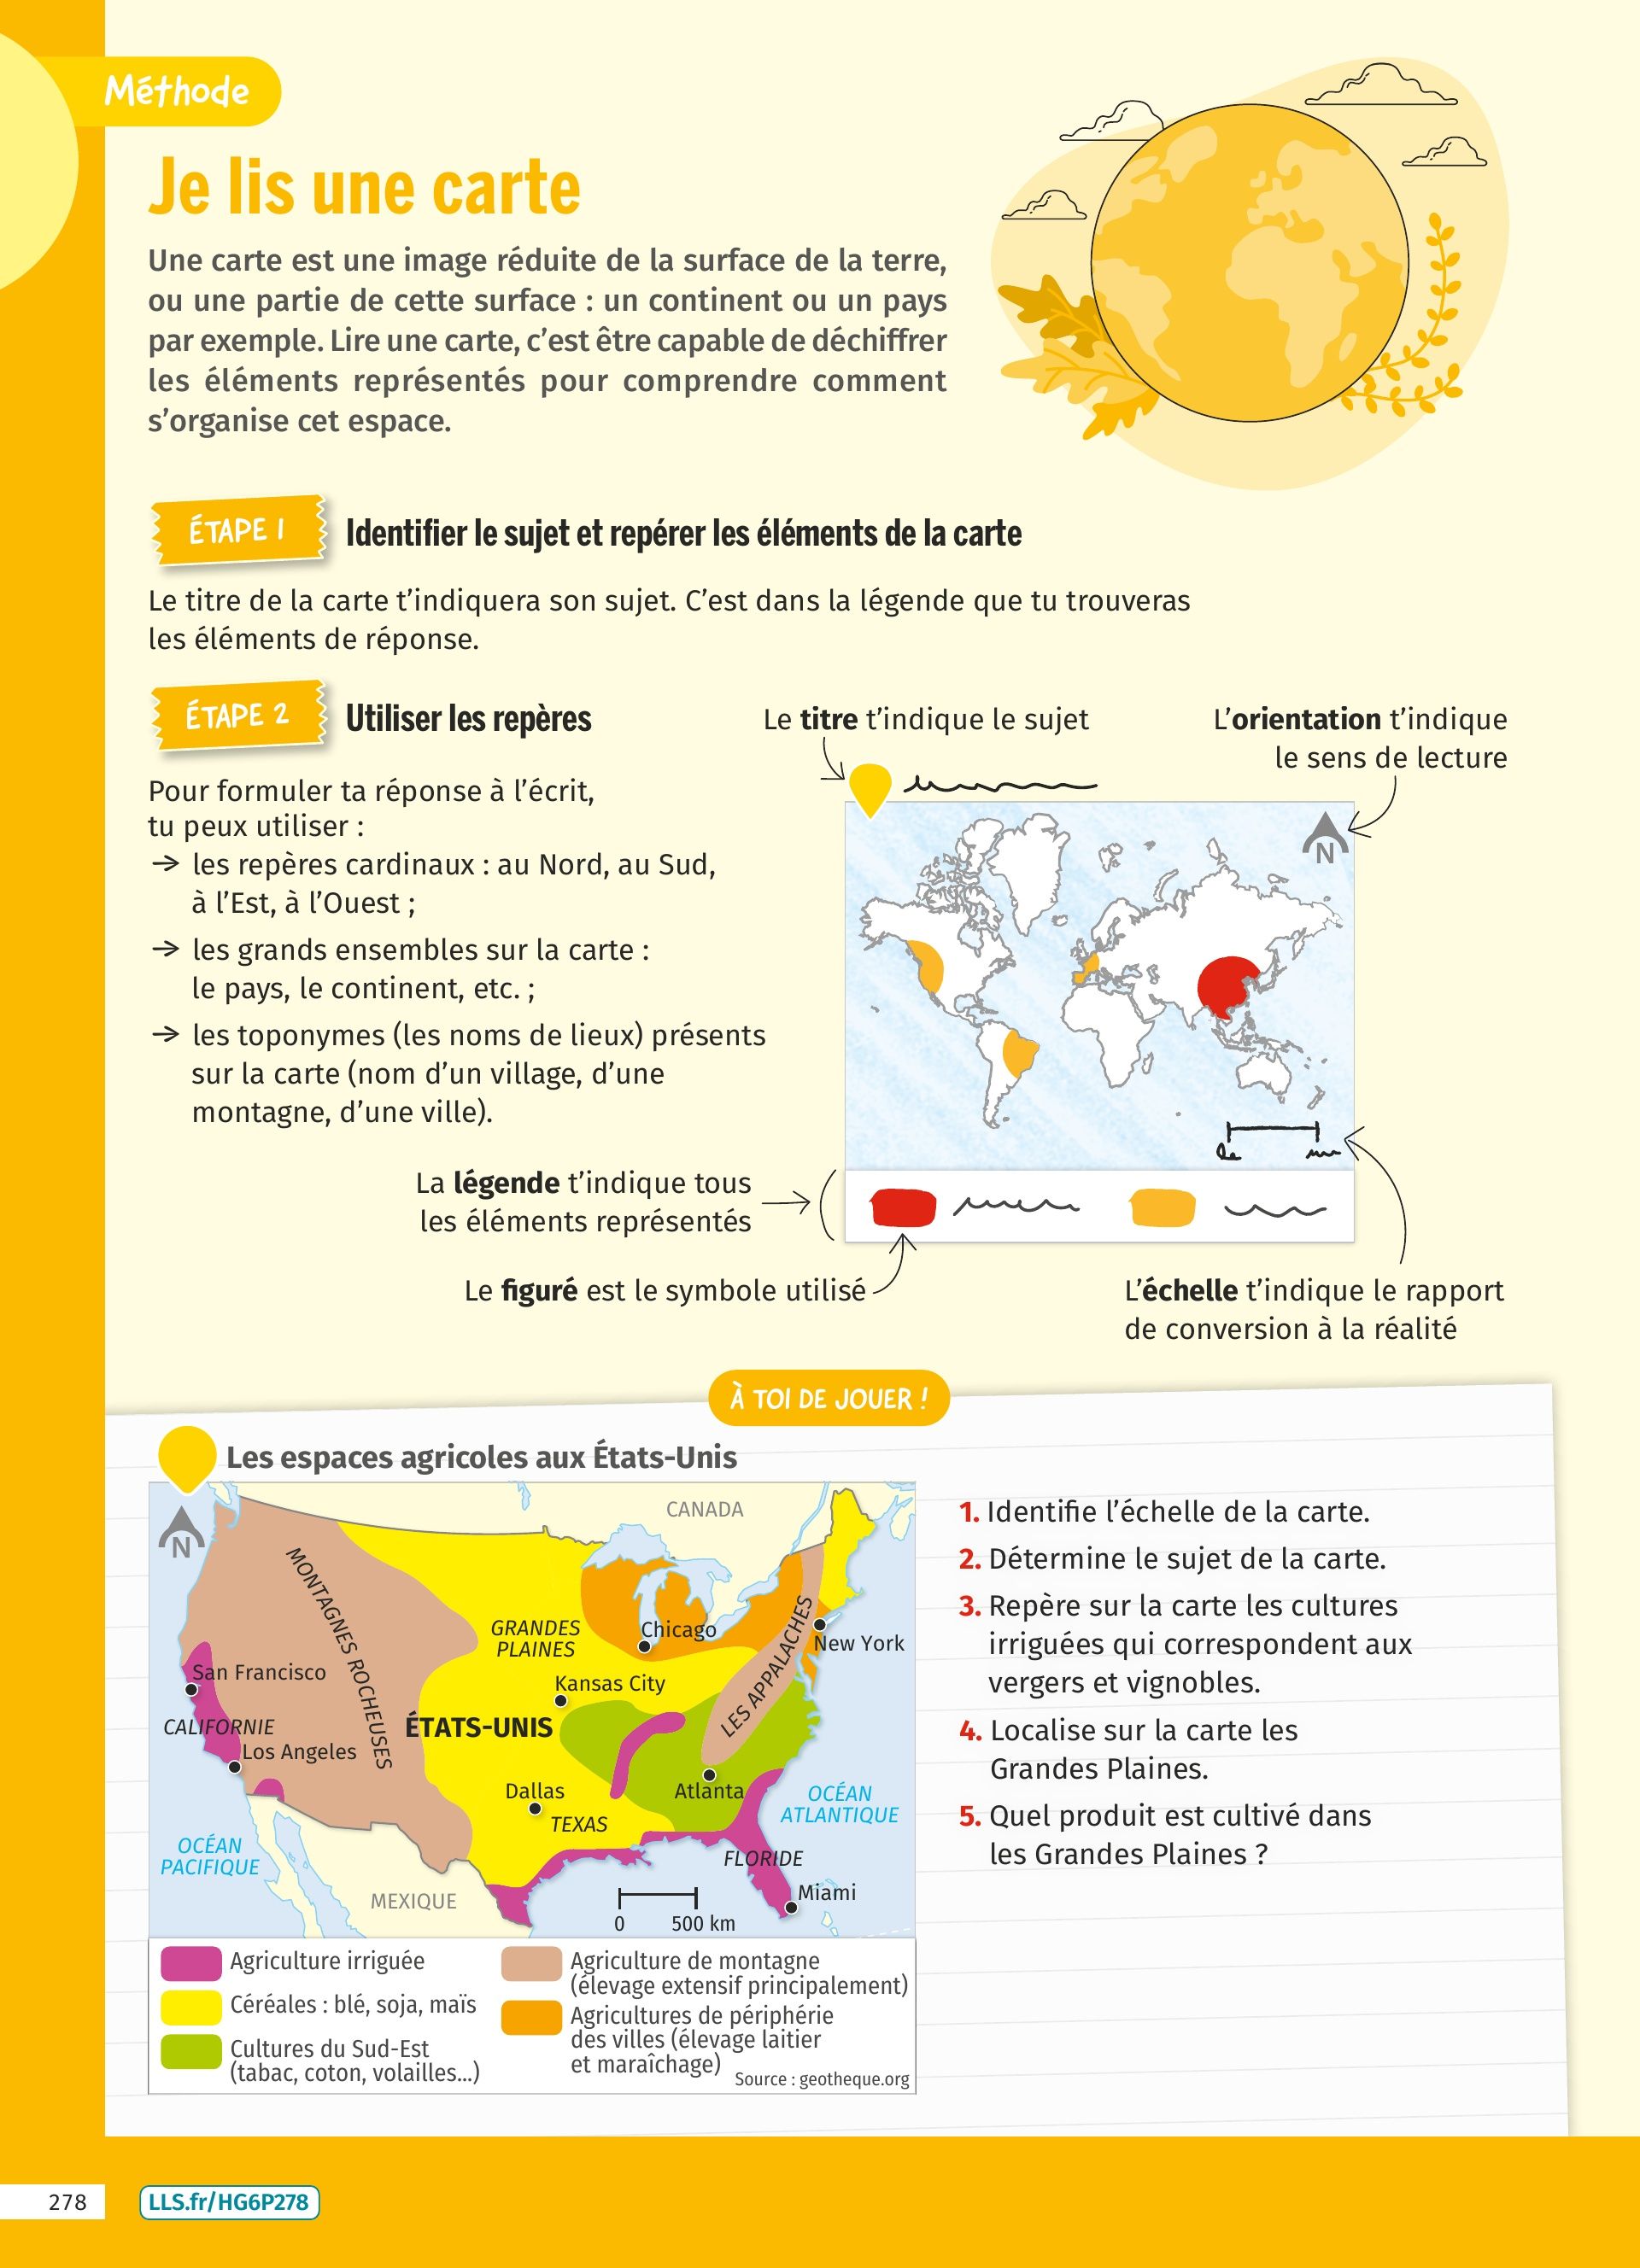 Méthode
Je lis une carte
Une carte est une image réduite de la surface de la terre,
ou une partie de cette surface : un continent ou un pays
par exemple. Lire une carte, c’est être capable de déchiffrer
les éléments représentés pour comprendre comment
s’organise cet espace.
ÉTAPE 1
Identifier le sujet et repérer les éléments de la carte
Le titre de la carte t’indiquera son sujet. C’est dans la légende que tu trouveras
les éléments de réponse.
ÉTAPE 2
Utiliser les repères
Pour formuler ta réponse à l’écrit,
tu peux utiliser :
→ les repères cardinaux : au Nord, au Sud,
à l’Est, à l’Ouest ;
→ les grands ensembles sur la carte :
le pays, le continent, etc. ;
→ les toponymes (les noms de lieux) présents
sur la carte (nom d’un village, d’une
montagne, d’une ville).
Le titre t’indique le sujet
L’orientation t’indique
le sens de lecture
N
La légende t’indique tous
les éléments représentés
Le figuré est le symbole utilisé
L’échelle t’indique le rapport
de conversion à la réalité
À TOI DE JOUER !
Les espaces agricoles aux États-Unis
N
CANADA
MONTAGNES ROCHEUSES
GRANDES
PLAINES
Chicago
LES APPALACHES
New York
San Francisco
Kansas City
CALIFORNIE
ÉTATS-UNIS
Los Angeles
Dallas
Atlanta
TEXAS
OCÉAN
ATLANTIQUE
OCÉAN
PACIFIQUE
FLORIDE
MEXIQUE
Miami
0 500 km
Agriculture irriguée
Céréales : blé, soja, maïs
Cultures du Sud-Est
(tabac, coton, volailles...)
Agriculture de montagne
(élevage extensif principalement)
Agricultures de périphérie
des villes (élevage laitier
et maraîchage)
Source : geotheque.org
1. Identifie l’échelle de la carte.
2. Détermine le sujet de la carte.
3. Repère sur la carte les cultures
irriguées qui correspondent aux
vergers et vignobles.
4. Localise sur la carte les
Grandes Plaines.
5. Quel produit est cultivé dans
les Grandes Plaines ?
278
LLS.fr/HG6P278